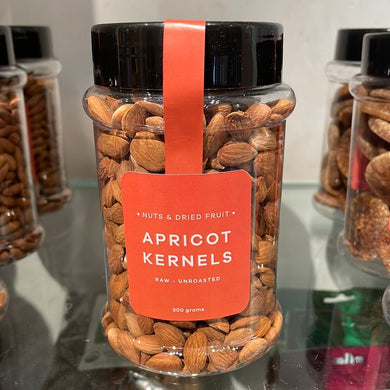 • NUTS & DRIED FRUIT •
APRICOT
KERNELS
RAW - UNROASTED
300 grams